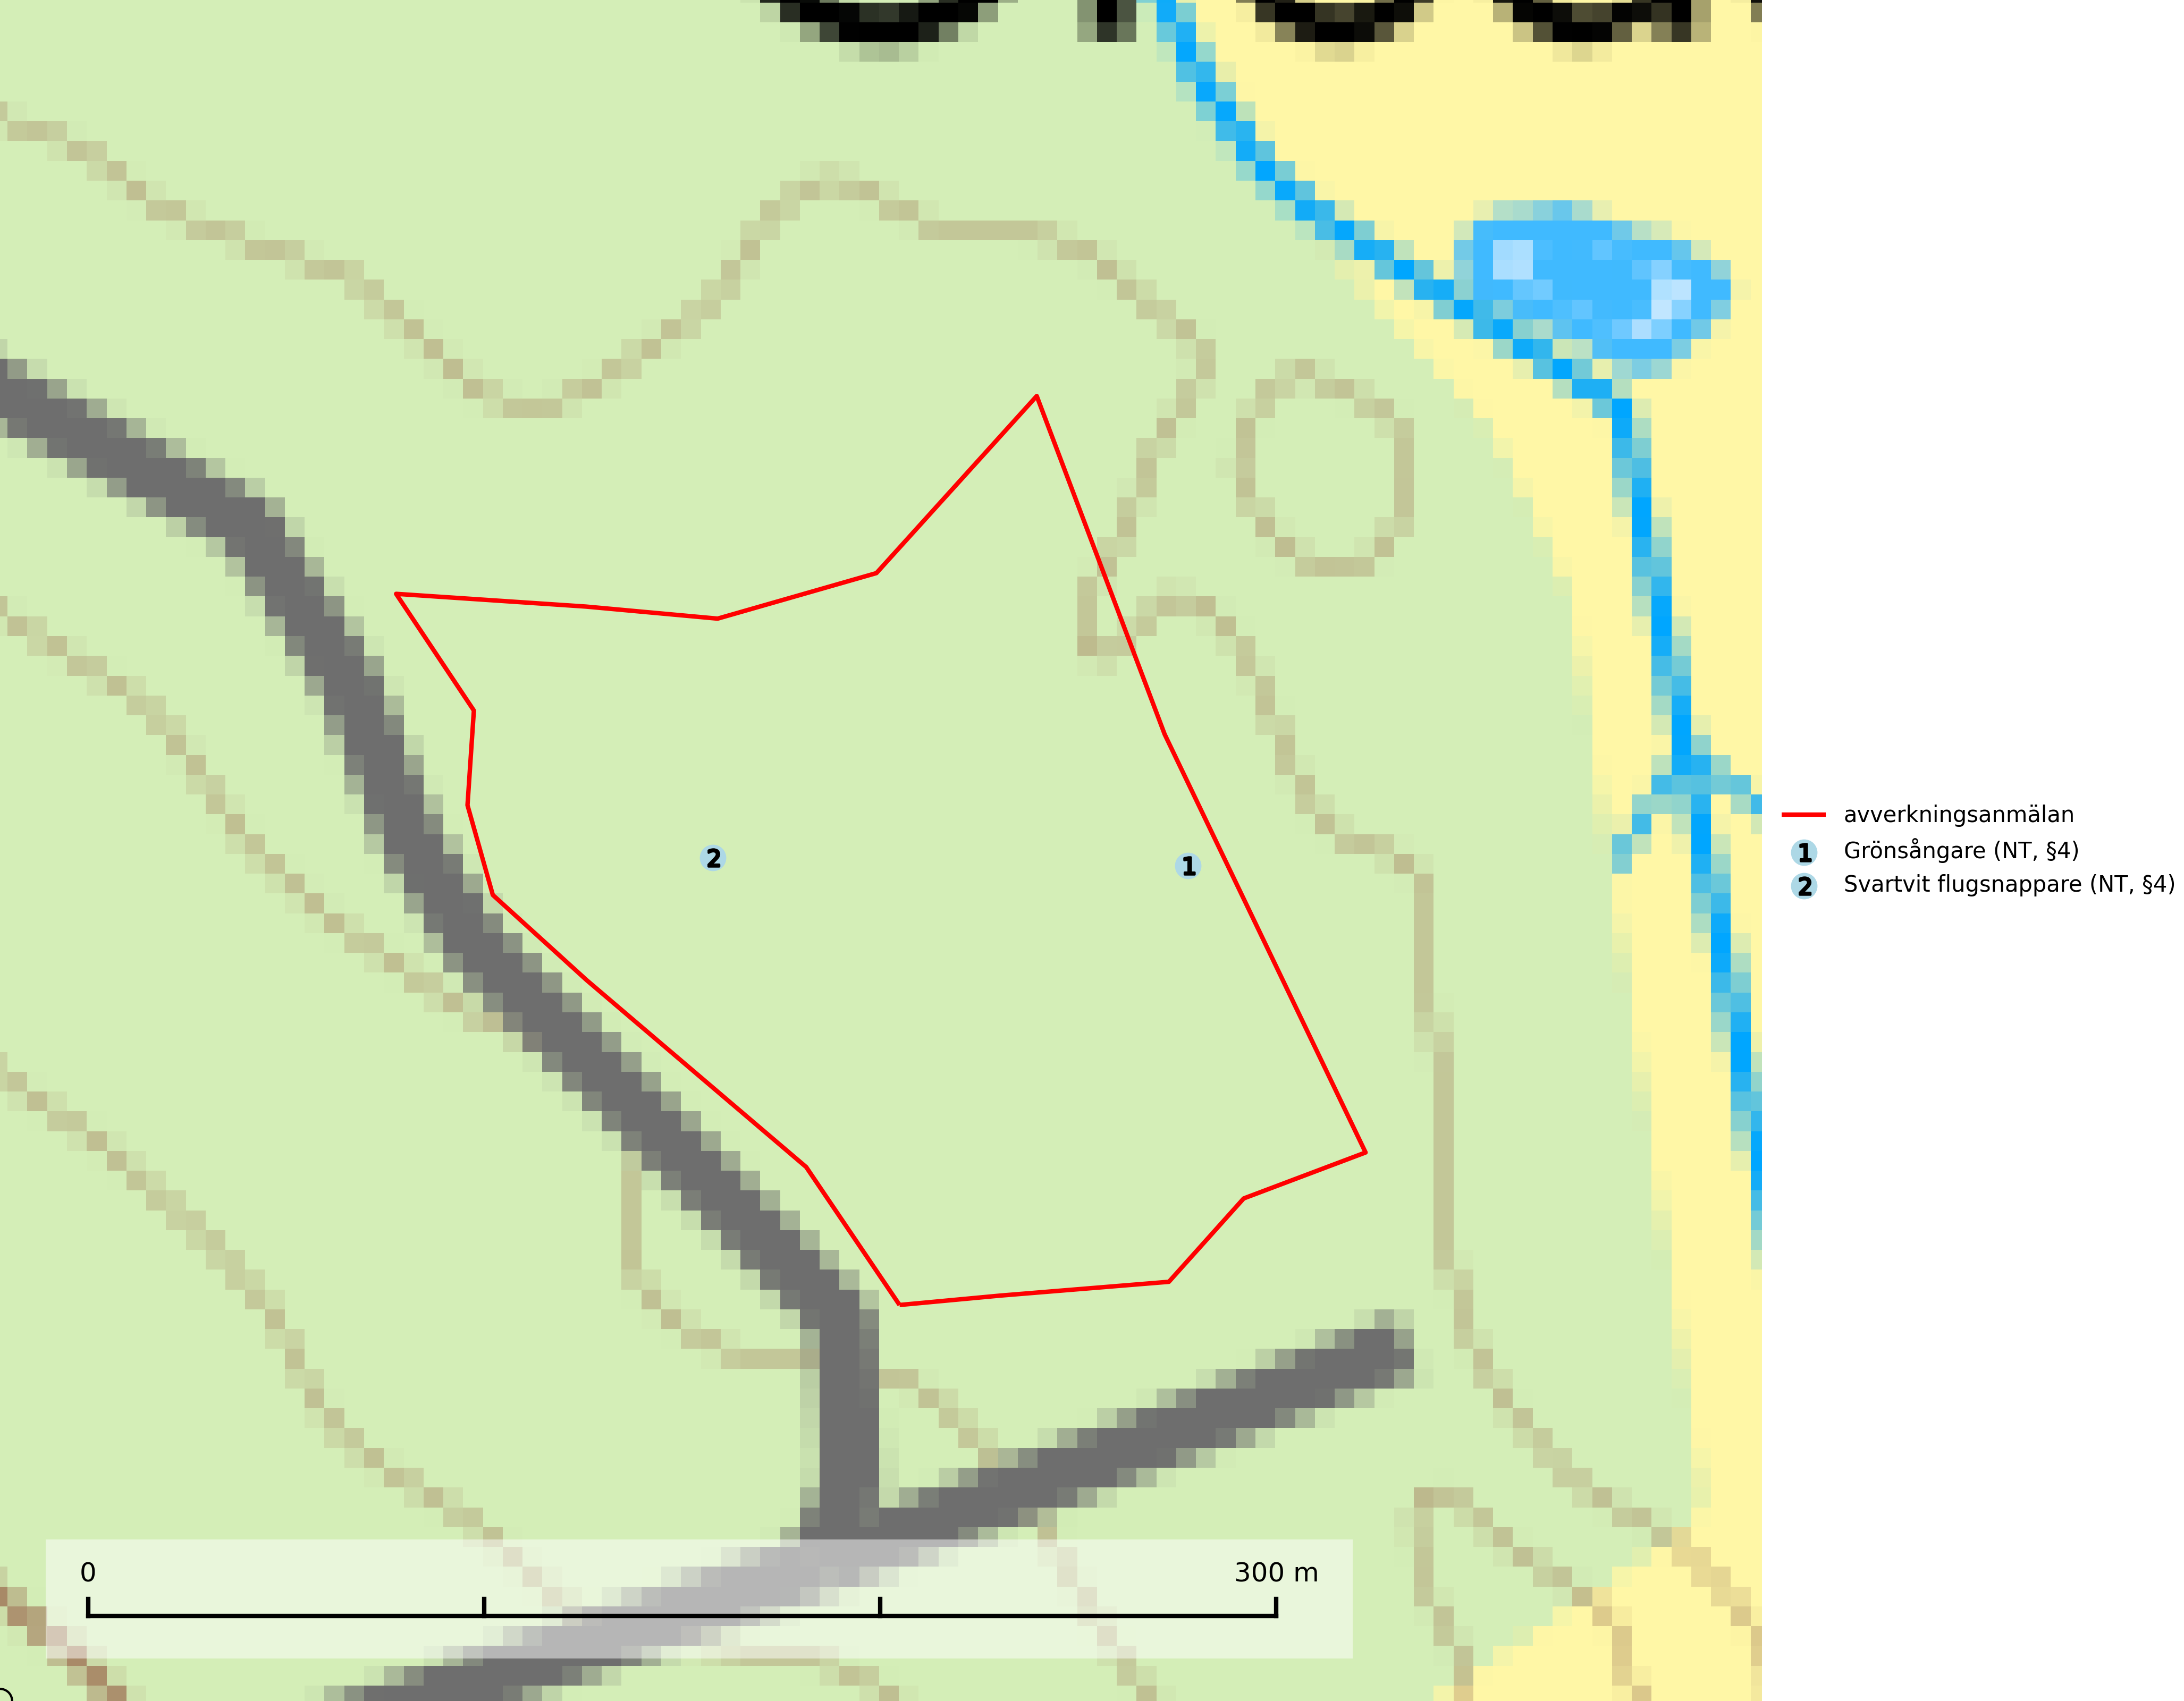 2
1
avverkningsanmälan
1 Grönsångare (NT, §4)
2 Svartvit flugsnappare (NT, §4)
0 300 m